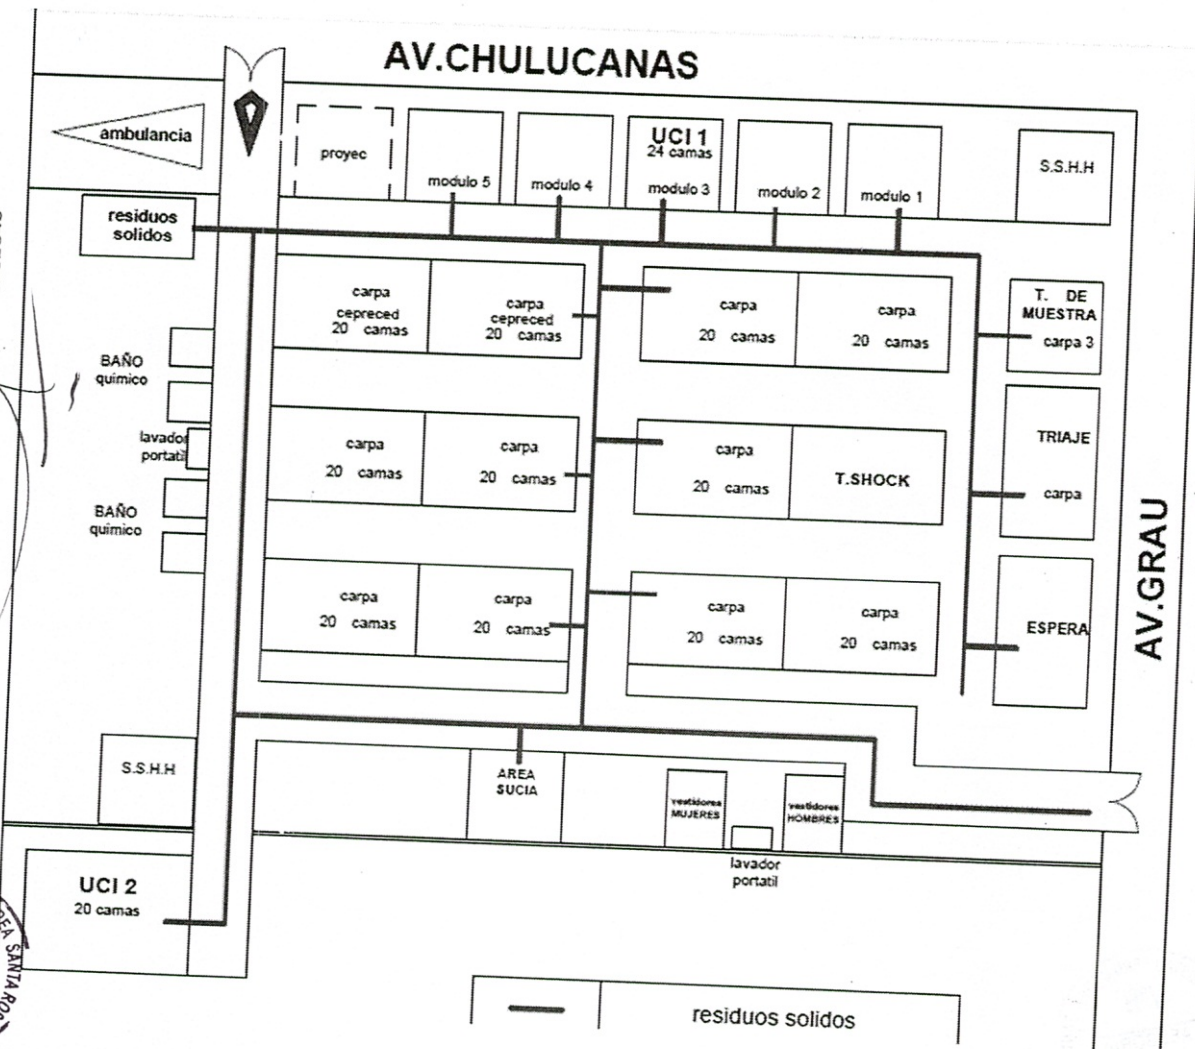 AV.CHULUCANAS
ambulancia
proyec
modulo 5
modulo 4
UCI 1
24 camas
modulo 3
modulo 2
modulo 1
S.S.H.H
residuos
solidos
carpa
cepreced
20 camas
carpa
cepreced
20 camas
carpa
20 camas
carpa
20 camas
T. DE
MUESTRA
carpa 3
BAÑO
quimico
lavador
portatil
BAÑO
quimico
carpa
20 camas
carpa
20 camas
carpa
20 camas
T.SHOCK
TRIAJE
carpa
AV.GRAU
carpa
20 camas
carpa
20 camas
carpa
20 camas
carpa
20 camas
ESPERA
S.S.H.H
AREA
SUCIA
vestidores
MUJERES
vestidores
HOMBRES
lavador
portatil
UCI 2
20 camas
SANTA
residuos solidos